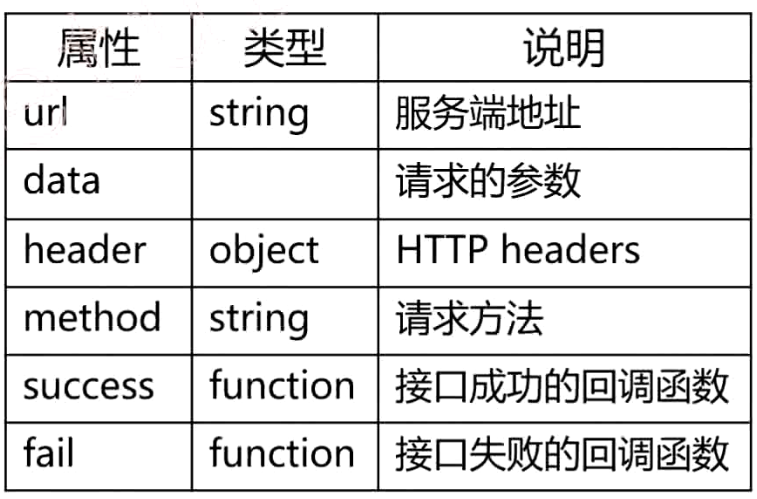 属性 类型 说明
url string 服务端地址
data 请求的参数
header object HTTP headers
method string 请求方法
success function 接口成功的回调函数
fail function 接口失败的回调函数